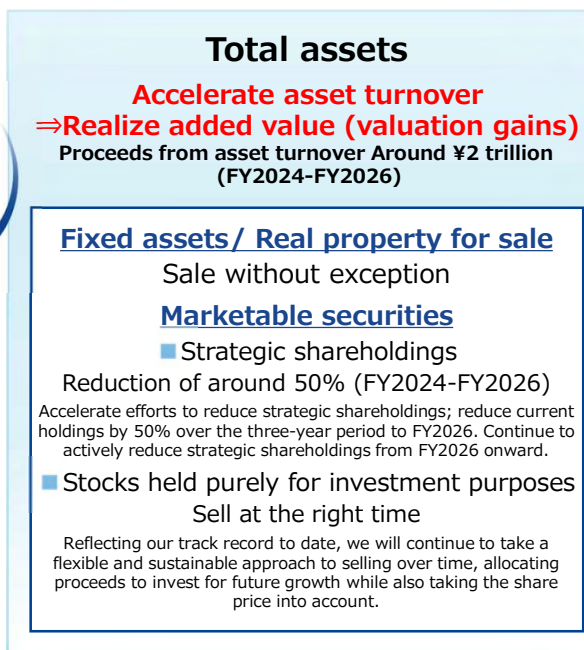 Total assets
Accelerate asset turnover
⇒Realize added value (valuation gains)
Proceeds from asset turnover Around ¥2 trillion
(FY2024-FY2026)
Fixed assets/ Real property for sale
Sale without exception
Marketable securities
■ Strategic shareholdings
Reduction of around 50% (FY2024-FY2026)
Accelerate efforts to reduce strategic shareholdings; reduce current
holdings by 50% over the three-year period to FY2026. Continue to
actively reduce strategic shareholdings from FY2026 onward.
■ Stocks held purely for investment purposes
Sell at the right time
Reflecting our track record to date, we will continue to take a
flexible and sustainable approach to selling over time, allocating
proceeds to invest for future growth while also taking the share
price into account.